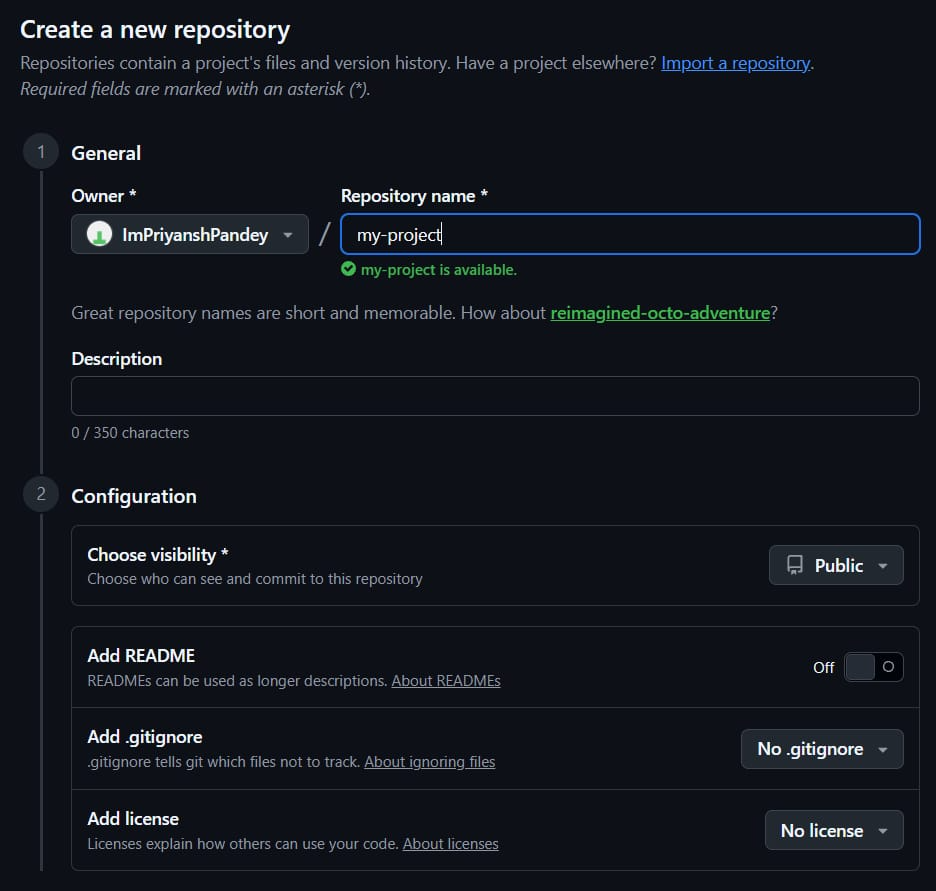 Create a new repository
Repositories contain a project's files and version history. Have a project elsewhere? Import a repository.
Required fields are marked with an asterisk (*).
1 General
Owner * Repository name *
ImPriyanshPandey / my-project
my-project is available.
Great repository names are short and memorable. How about reimagined-octo-adventure?
Description
0 / 350 characters
2 Configuration
Choose visibility *
Choose who can see and commit to this repository
Public
Add README
READMEs can be used as longer descriptions. About READMEs
Off
Add .gitignore
.gitignore tells git which files not to track. About ignoring files
No .gitignore
Add license
Licenses explain how others can use your code. About licenses
No license